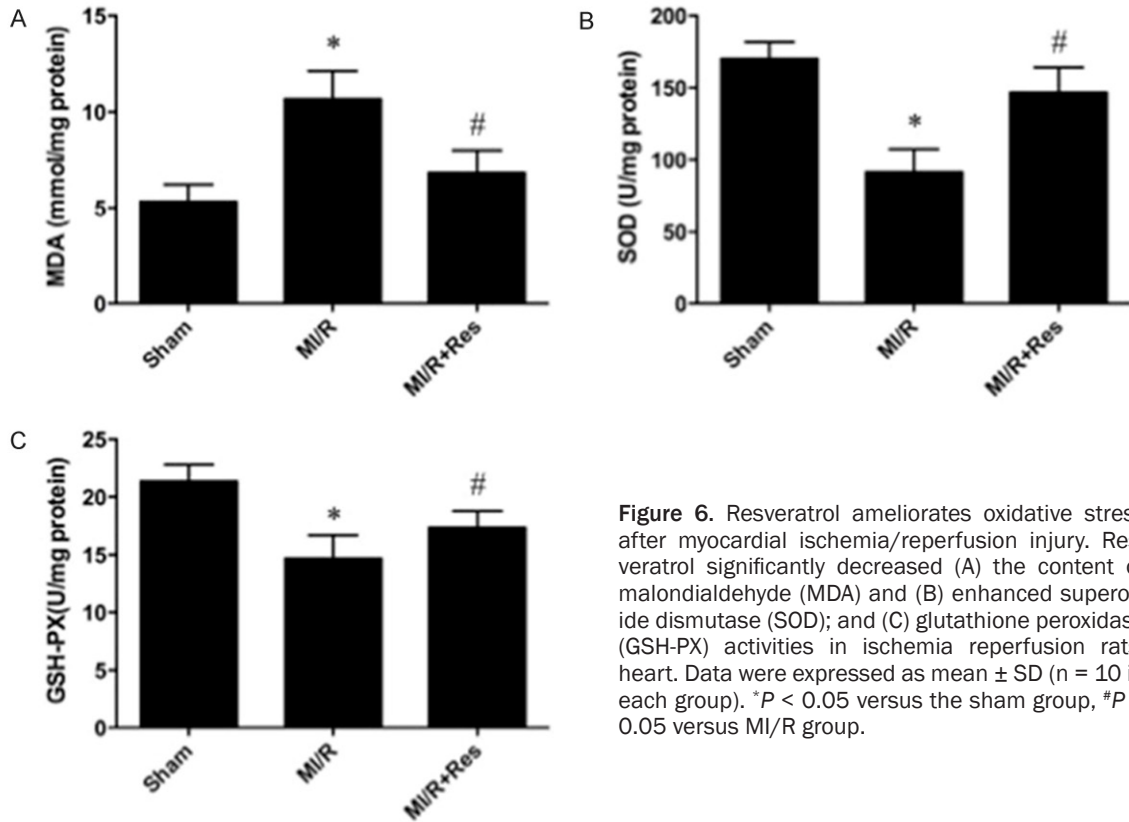 A
MDA (mmol/mg protein)
15
10
5
0
*
#
Sham
MI/R
MI/R+Res
B
SOD (U/mg protein)
200
150
100
50
0
*
#
Sham
MI/R
MI/R+Res
C
GSH-PX(U/mg protein)
25
20
15
10
5
0
*
#
Sham
MI/R
MI/R+Res
Figure 6. Resveratrol ameliorates oxidative stres
after myocardial ischemia/reperfusion injury. Res
veratrol significantly decreased (A) the content
malondialdehyde (MDA) and (B) enhanced supero
ide dismutase (SOD); and (C) glutathione peroxidas
(GSH-PX) activities in ischemia reperfusion rat
heart. Data were expressed as mean ± SD (n = 10
each group). *P < 0.05 versus the sham group, #P
0.05 versus MI/R group.